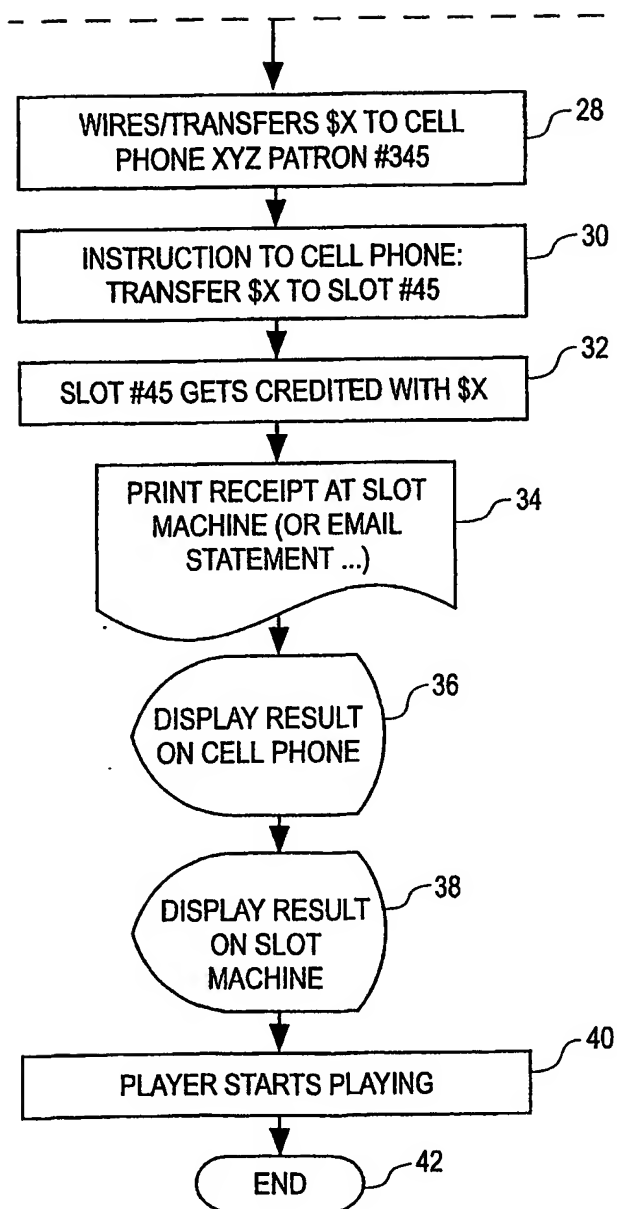 WIRES/TRANSFERS $X TO CELL
PHONE XYZ PATRON #345
28
INSTRUCTION TO CELL PHONE:
TRANSFER $X TO SLOT #45
30
SLOT #45 GETS CREDITED WITH $X
32
PRINT RECEIPT AT SLOT
MACHINE (OR EMAIL
STATEMENT ...)
34
DISPLAY RESULT
ON CELL PHONE
36
DISPLAY RESULT
ON SLOT
MACHINE
38
PLAYER STARTS PLAYING
40
END
42